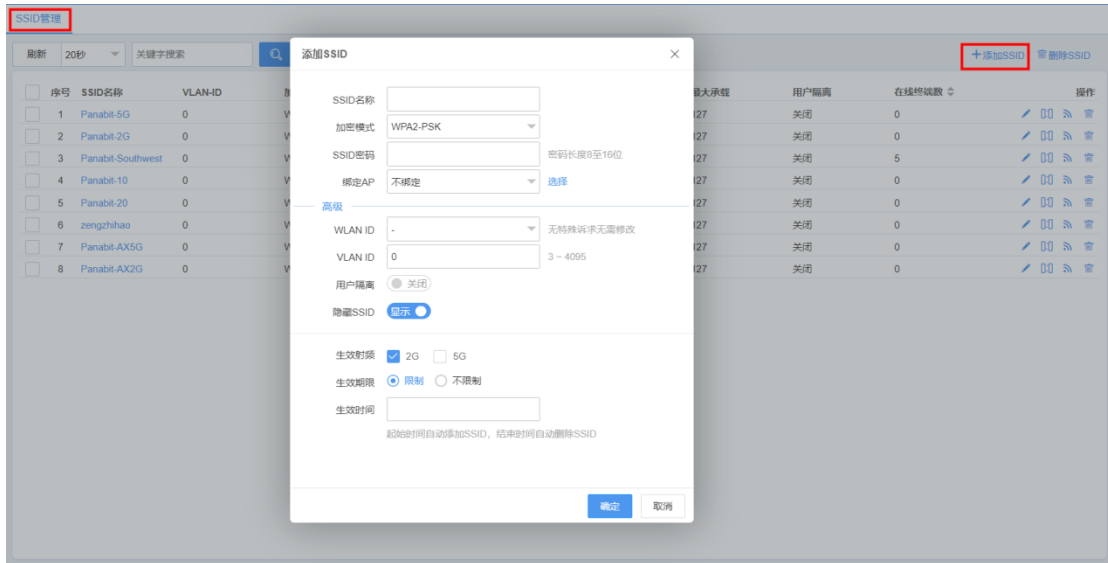 SSID管理
刷新 20秒 关键字搜索 添加SSID × +添加SSID 删除SSID
序号 SSID名称 VLAN-ID 最大承载 用户隔离 在线终端数 操作
1 Panabit-5G 0 127 关闭 0
2 Panabit-2G 0 127 关闭 0
3 Panabit-Southwest 0 127 关闭 5
4 Panabit-10 0 127 关闭 0
5 Panabit-20 0 127 关闭 0
6 zengzhihao 0 127 关闭 0
7 Panabit-AX5G 0 127 关闭 0
8 Panabit-AX2G 0 127 关闭 0
SSID名称
加密模式 WPA2-PSK
SSID密码 密码长度8至16位
绑定AP 不绑定 选择
高级
WLAN ID - 无特殊诉求无需修改
VLAN ID 0 3 ~ 4095
用户隔离 关闭
隐藏SSID 显示
生效射频 2G 5G
生效期限 限制 不限制
生效时间
起始时间自动添加SSID，结束时间自动删除SSID
确定 取消